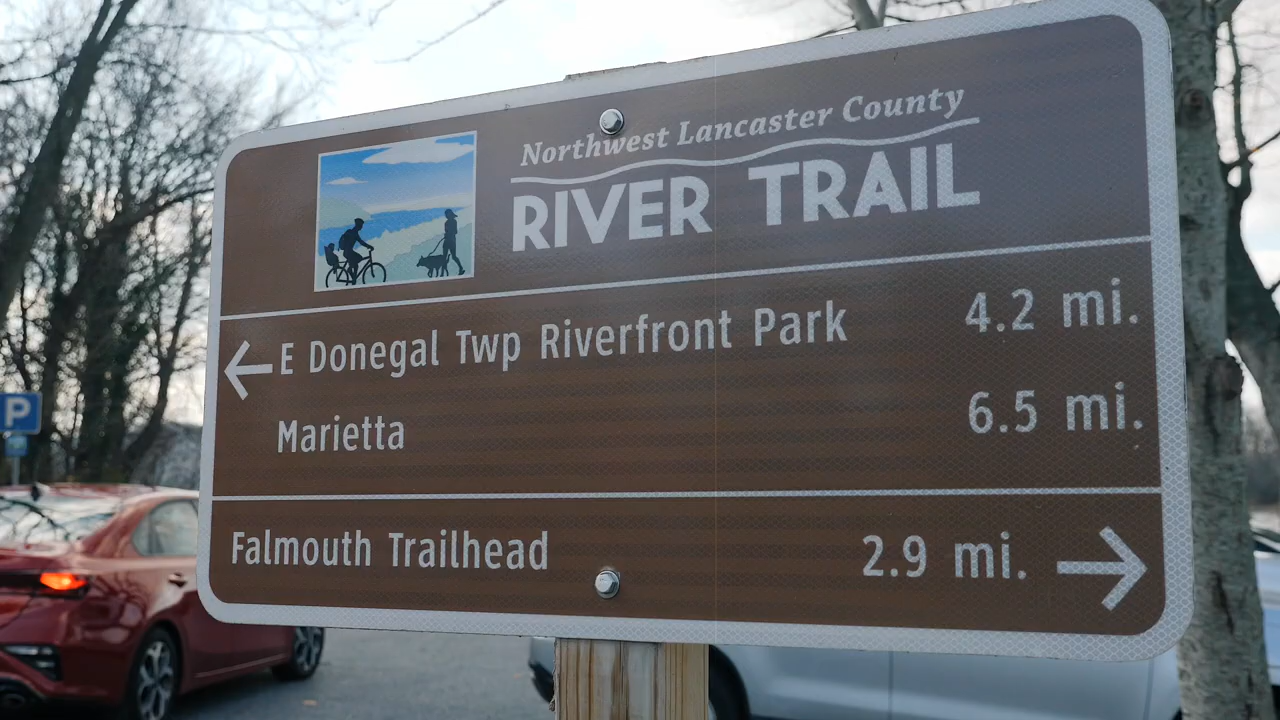 P
Northwest Lancaster County
RIVER TRAIL
← E Donegal Twp Riverfront Park 4.2 mi.
Marietta 6.5 mi.
Falmouth Trailhead 2.9 mi. →